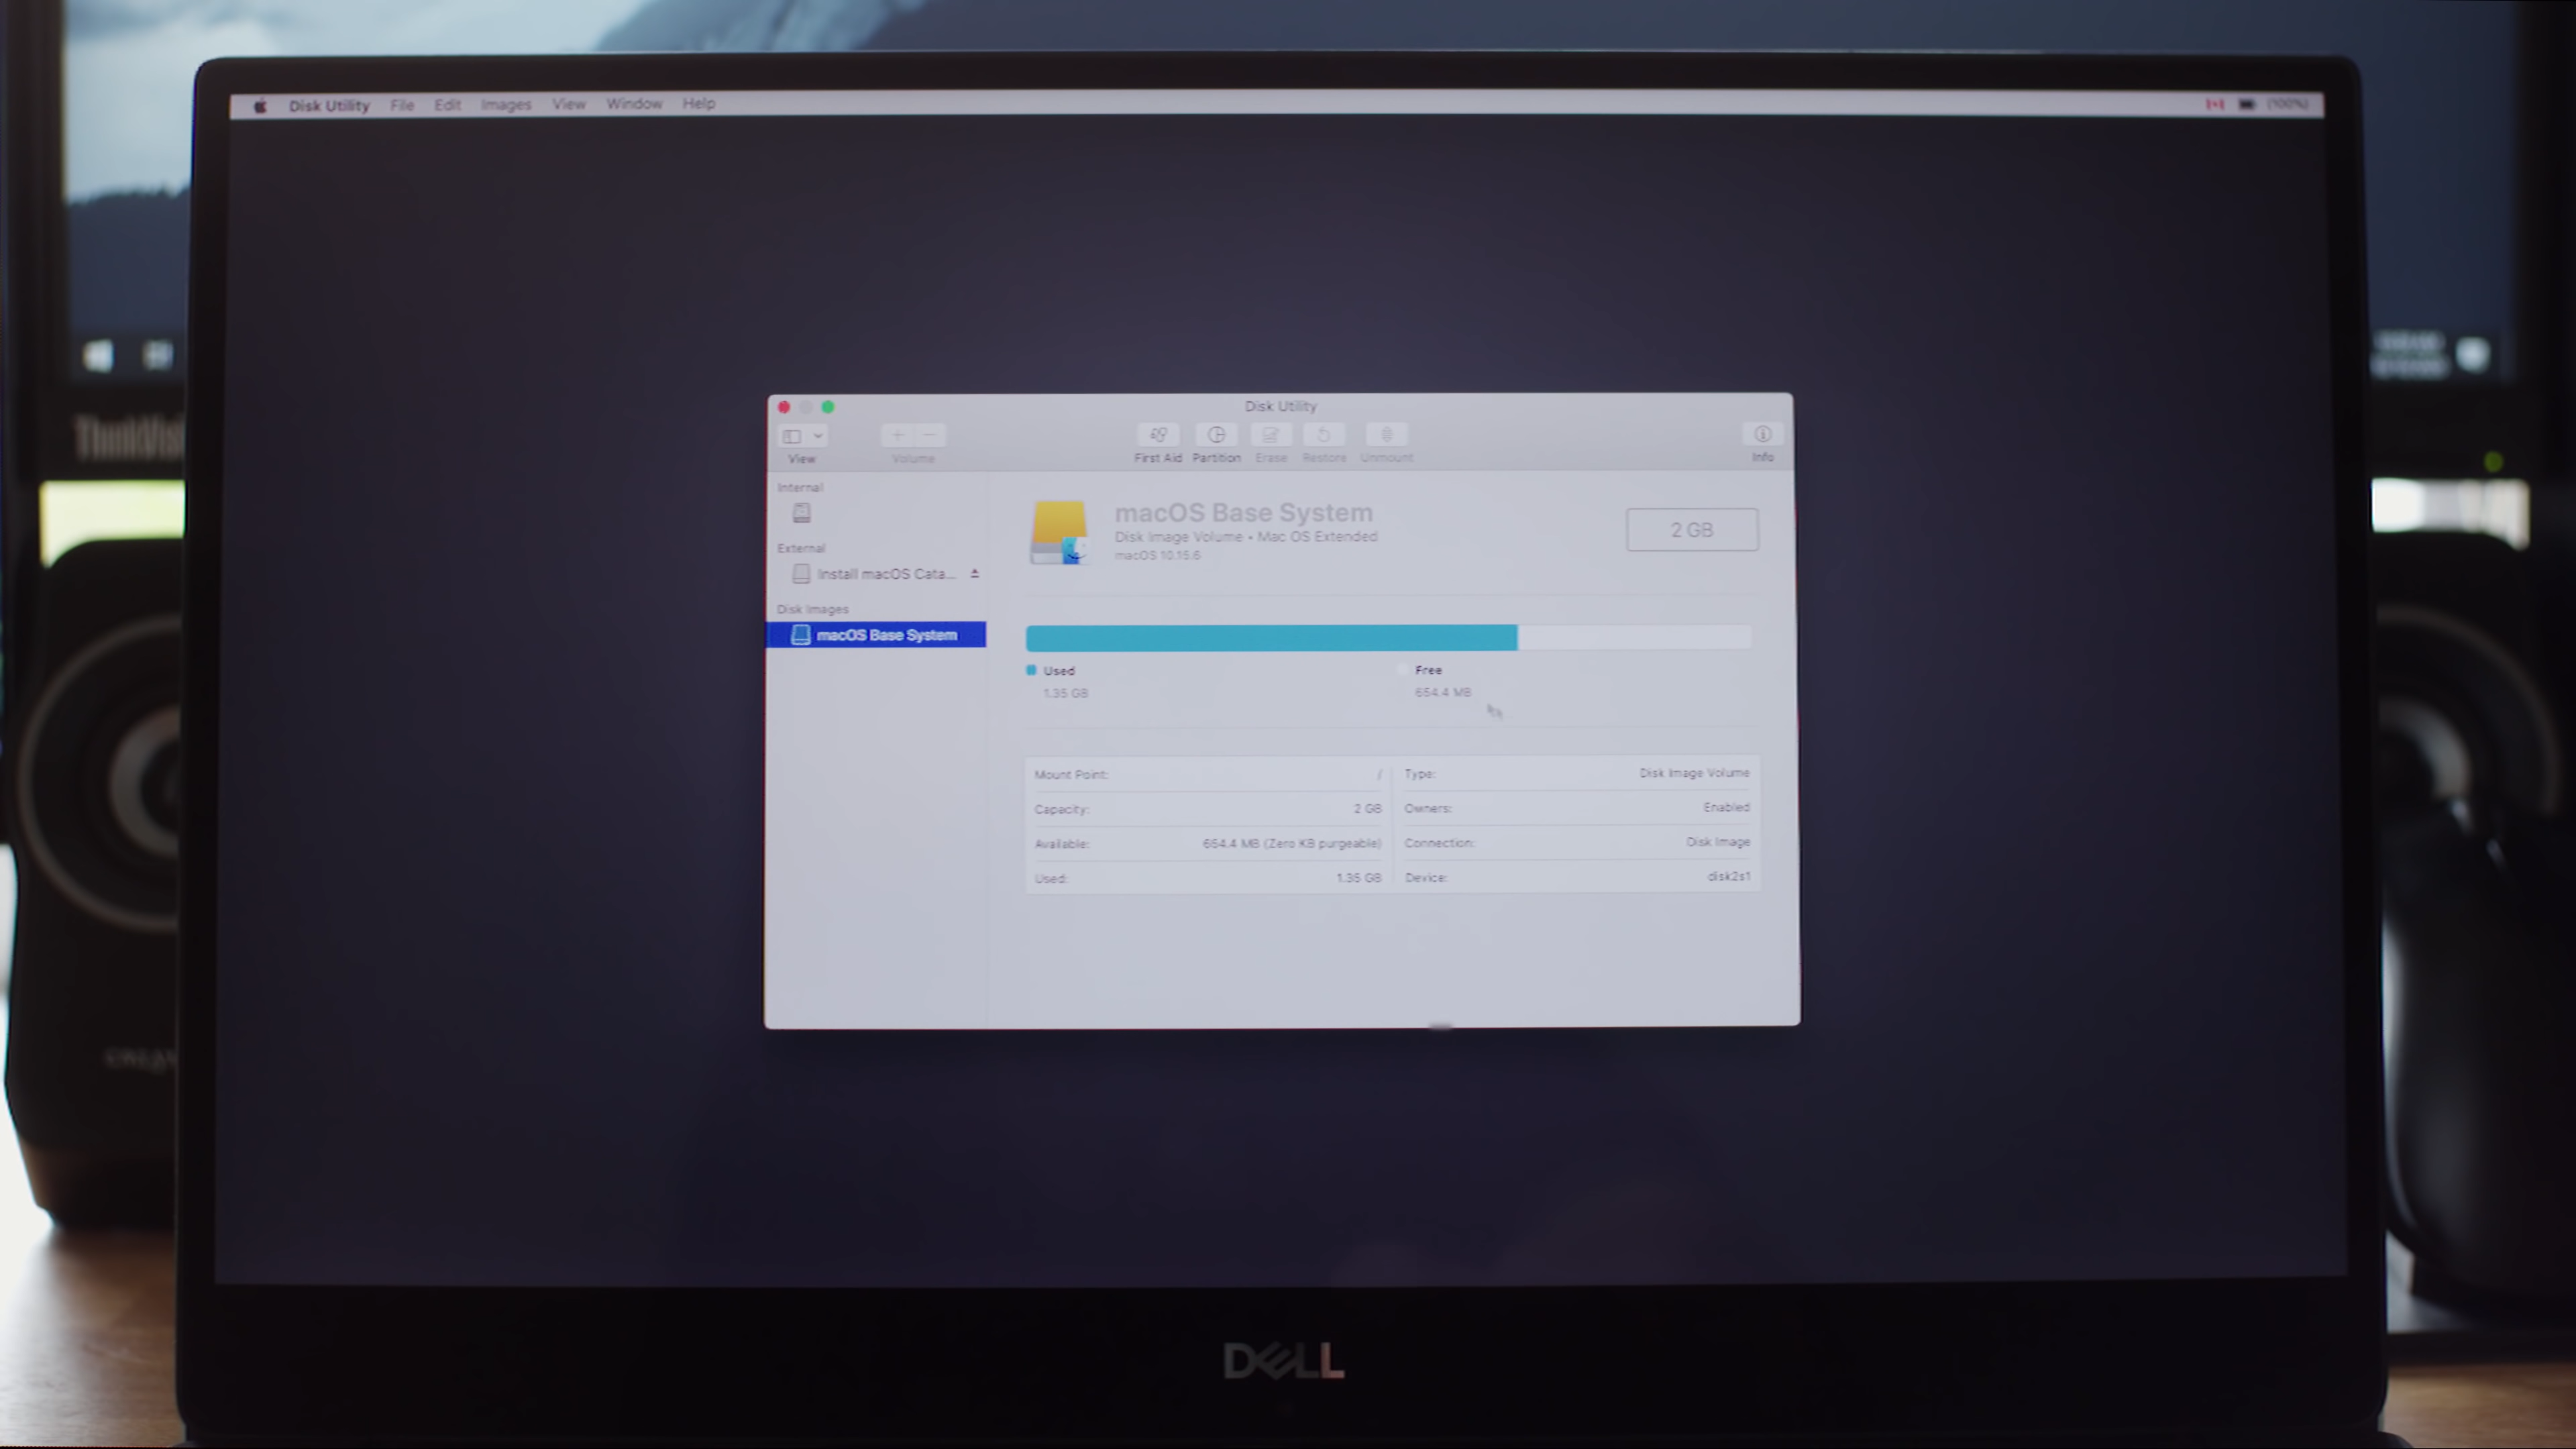 Disk Utility File Edit Images View Window Help (100%)
Disk Utility
View Volume First Aid Partition Erase Restore Unmount Info
Internal
External
Install macOS Cata...
Disk Images
macOS Base System
macOS Base System
Disk Image Volume • Mac OS Extended
macOS 10.15.6
2 GB
Used
1.35 GB
Free
654.4 MB
Mount Point: /
Type: Disk Image Volume
Capacity: 2 GB
Owners: Enabled
Available: 654.4 MB (Zero KB purgeable)
Connection: Disk Image
Used: 1.35 GB
Device: disk2s1
ThinkVis
DELL